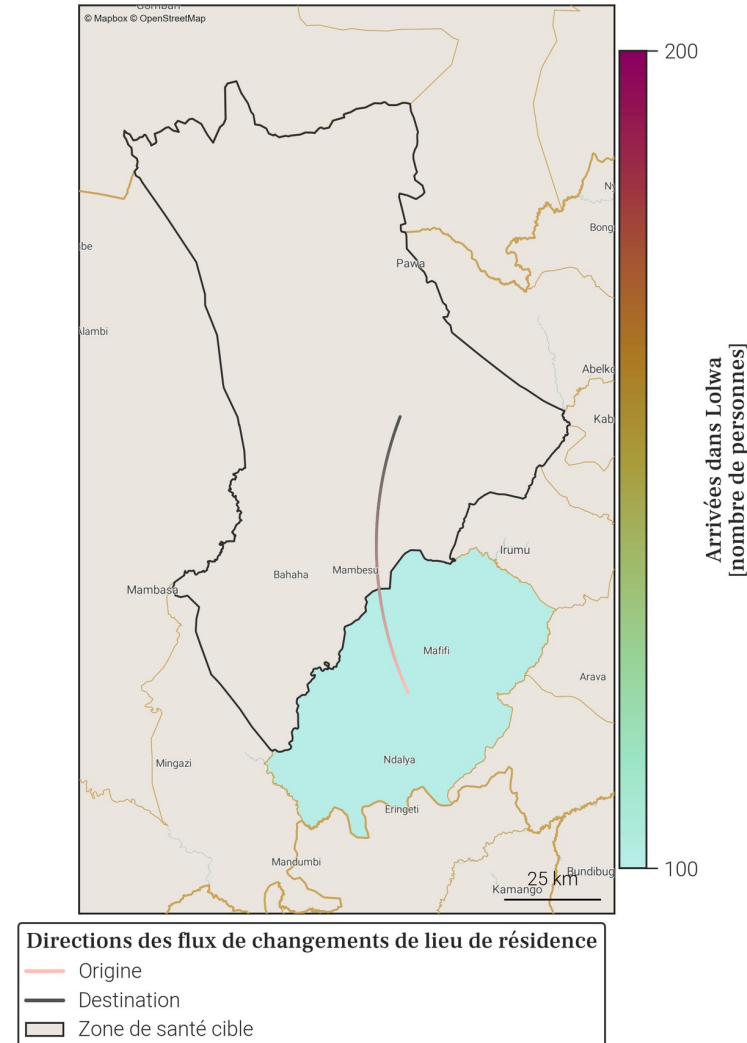 © Mapbox © OpenStreetMap
200
Bong
Pawa
Abelko
Kab
Irumu
Bahaha
Mambesu
Mambasa
Mafifi
Arava
Mingazi
Ndalya
Eringeti
Mandumbi
Bundibug
Kamango
25 km
100
Arrivées dans Lolwa
[nombre de personnes]
Directions des flux de changements de lieu de résidence
Origine
Destination
Zone de santé cible